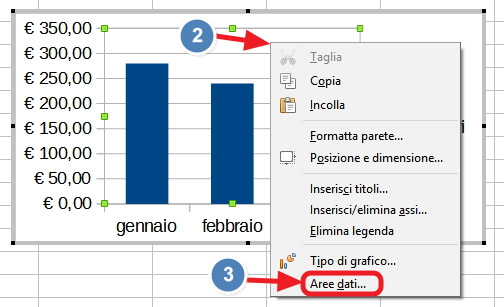 € 350,00
€ 300,00
€ 250,00
€ 200,00
€ 150,00
€ 100,00
€ 50,00
€ 0,00
gennaio
febbraio
2
Taglia
Copia
Incolla
Formatta parete...
Posizione e dimensione...
Inserisci titoli...
Inserisci/elimina assi...
Elimina legenda
Tipo di grafico...
3
Aree dati...